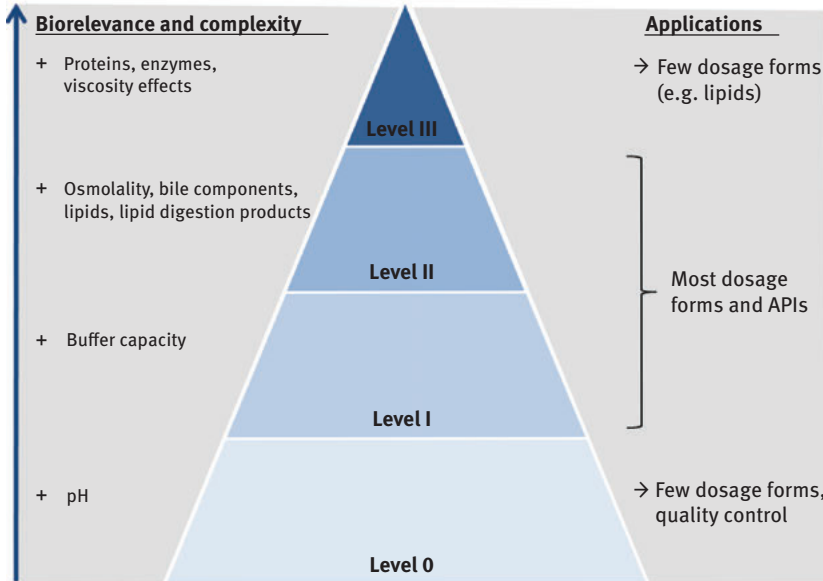 Biorelevance and complexity
+ Proteins, enzymes,
viscosity effects
+ Osmolality, bile components,
lipids, lipid digestion products
+ Buffer capacity
+ pH
Level III
Level II
Level I
Level 0
Applications
→ Few dosage forms
(e.g. lipids)
Most dosage
forms and APIs
→ Few dosage forms,
quality control